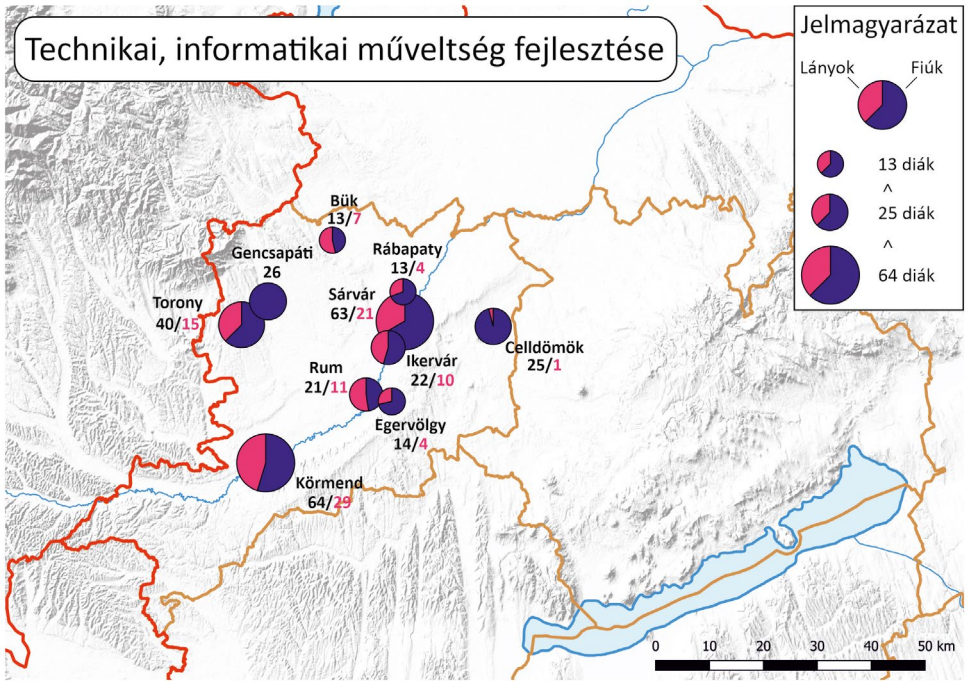 Technikai, informatikai műveltség fejlesztése
Jelmagyarázat
Lányok
Fiúk
13 diák
^
25 diák
^
64 diák
Bük
13/7
Gencsapáti
26
Rábapaty
13/4
Torony
40/15
Sárvár
63/21
Celldömök
25/1
Ikervár
22/10
Rum
21/11
Egervölgy
14/4
Körmend
64/29
0 10 20 30 40 50 km